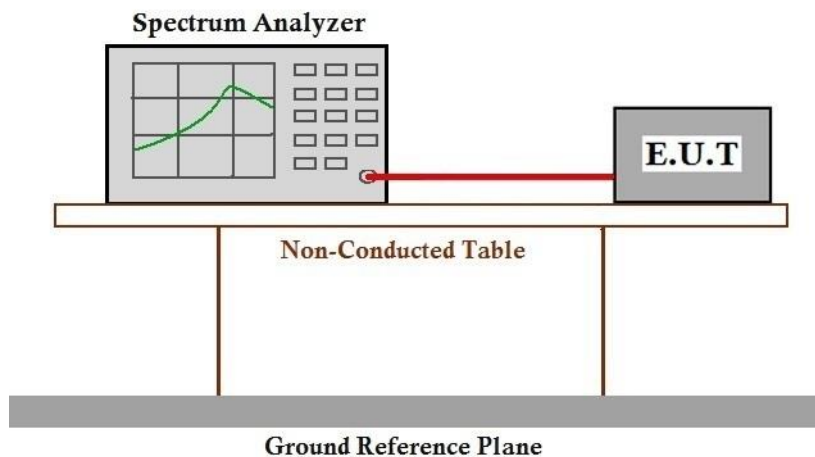 Spectrum Analyzer
E.U.T
Non-Conducted Table
Ground Reference Plane